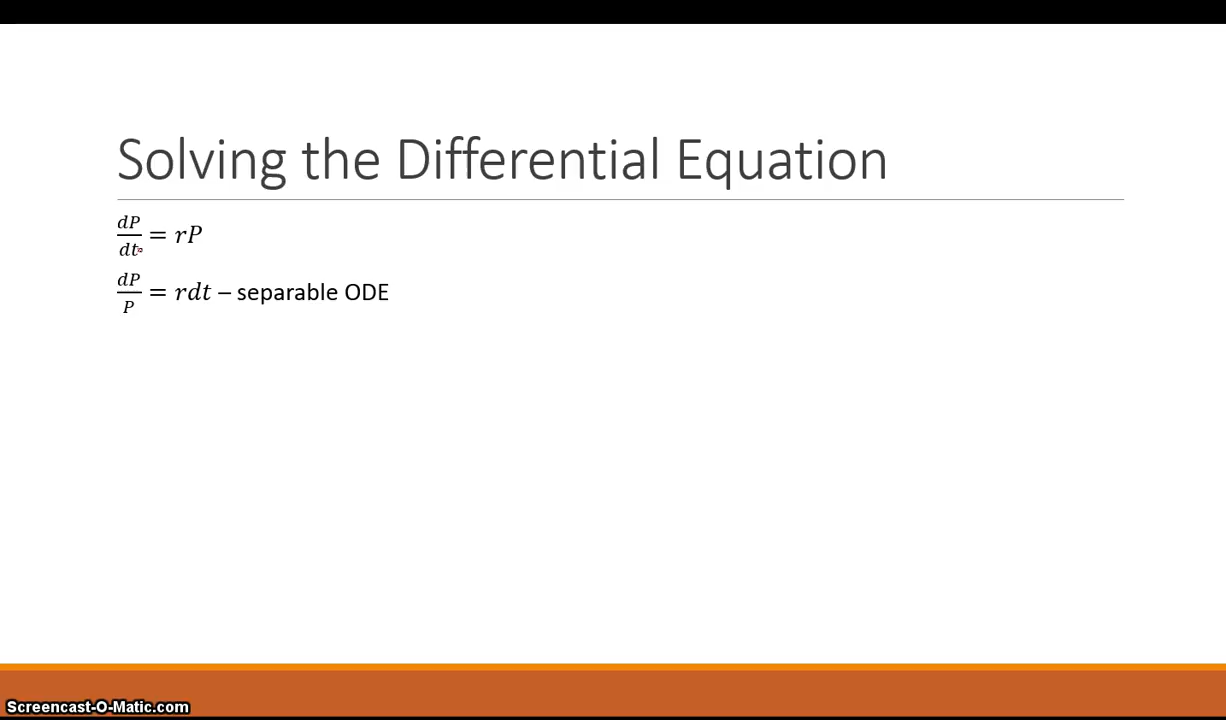 Solving the Differential Equation
dP/dt = rP
dP/P = rdt – separable ODE
Screencast-O-Matic.com